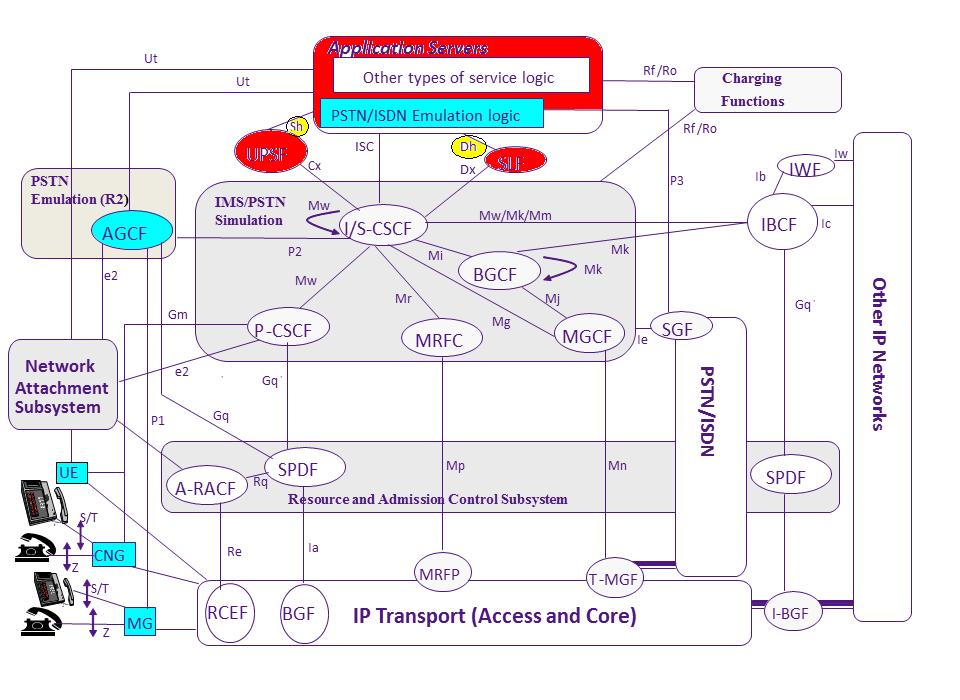 Application Servers
Other types of service logic
PSTN/ISDN Emulation logic
Ut
Ut
Rf/Ro
Charging
Functions
Rf/Ro
Sh
UPSF
Cx
ISC
Dh
Dx
SLF
P3
Iw
IWF
Ib
IBCF
Ic
PSTN
Emulation (R2)
AGCF
IMS/PSTN
Simulation
Mw
I/S-CSCF
Mw/Mk/Mm
P2
Mi
BGCF
Mk
Mk
e2
Mw
Mr
Mj
Mg
Gq`
Gm
P-CSCF
MRFC
MGCF
Ie
SGF
Other IP Networks
Network
Attachment
Subsystem
e2
Gq`
PSTN/ISDN
P1
Gq
UE
A-RACF
Rq
SPDF
Mp
Mn
SPDF
Resource and Admission Control Subsystem
S/T
CNG
Z
Re
Ia
MRFP
T-MGF
S/T
MG
Z
RCEF
BGF
IP Transport (Access and Core)
I-BGF